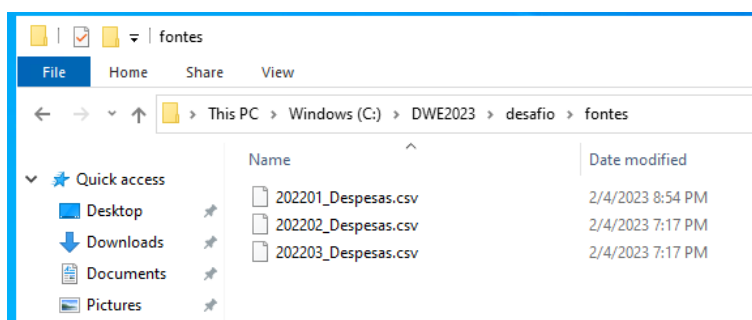 fontes
File Home Share View
This PC > Windows (C:) > DWE2023 > desafio > fontes
Name Date modified
Quick access
Desktop
Downloads
Documents
Pictures
202201_Despesas.csv 2/4/2023 8:54 PM
202202_Despesas.csv 2/4/2023 7:17 PM
202203_Despesas.csv 2/4/2023 7:17 PM